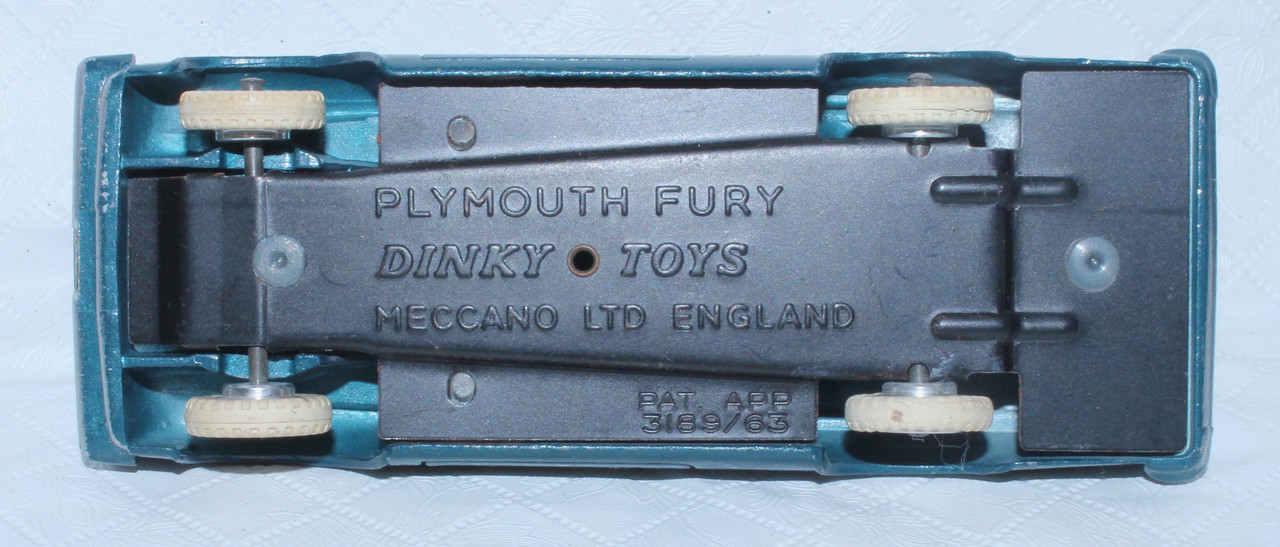 PLYMOUTH FURY
DINKY TOYS
MECCANO LTD ENGLAND
PAT. APP
3189/63